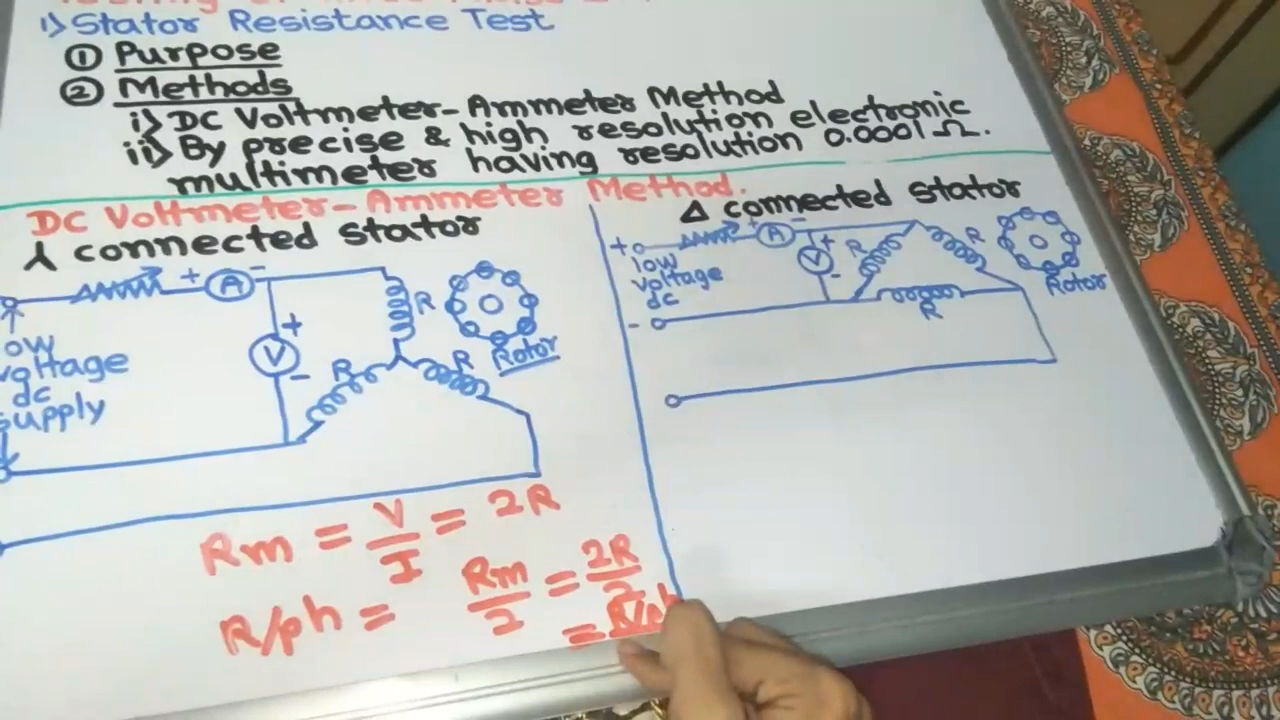 1) Stator Resistance Test
① Purpose
② Methods
i) DC Voltmeter-Ammeter Method
ii) By precise & high resolution electronic
multimeter having resolution 0.0001 Ω.
DC Voltmeter-Ammeter Method.
⅄ connected stator
+ A -
R
+
V
-
R
R
Rotor
low
voltage
dc
supply
Rm = V/I = 2R
R/ph = Rm/2 = 2R/2
= R/ph
Δ connected stator
+
low
voltage
dc
-
+ A -
+
V
-
R
R
R
Rotor